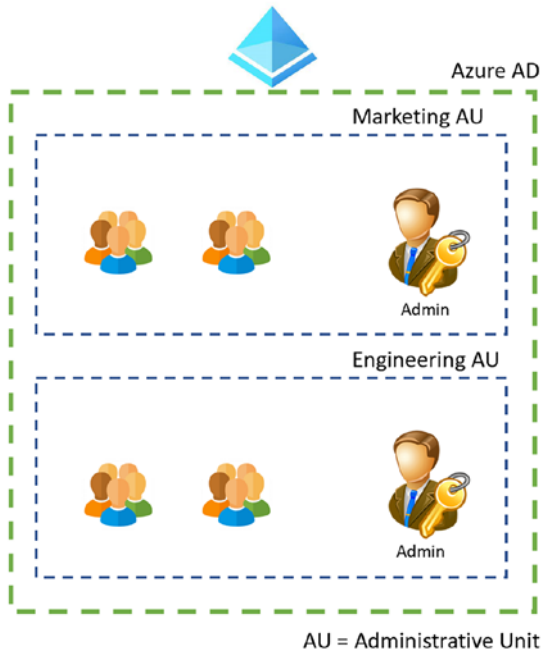 Azure AD
Marketing AU
Admin
Engineering AU
Admin
AU = Administrative Unit